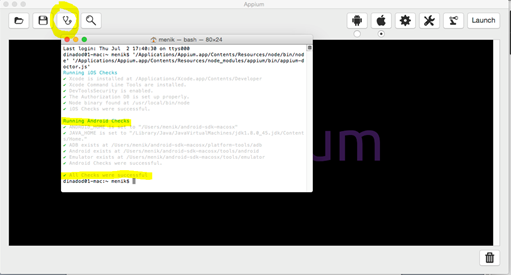 Appium
Launch
menik — bash — 80×24
Last login: Thu Jul 2 17:40:30 on ttys000
dinadod01-mac:~ menik$ '/Applications/Appium.app/Contents/Resources/node/bin/nod
e' '/Applications/Appium.app/Contents/Resources/node_modules/appium/bin/appium-d
octor.js'
Running iOS Checks
✔ Xcode is installed at /Applications/Xcode.app/Contents/Developer
✔ Xcode Command Line Tools are installed.
✔ DevToolsSecurity is enabled.
✔ The Authorization DB is set up properly.
✔ Node binary found at /usr/local/bin/node
✔ iOS Checks were successful.
Running Android Checks
✔ ANDROID_HOME is set to "/Users/menik/android-sdk-macosx"
✔ JAVA_HOME is set to "/Library/Java/JavaVirtualMachines/
/Home."
✔ ADB exists at /Users/menik/android-sdk-macosx/platform-tools/adb
✔ Android exists at /Users/menik/android-sdk-macosx/tools/android
✔ Emulator exists at /Users/menik/android-sdk-macosx/tools/emulator
✔ Android Checks were successful.
✔ All Checks were successful
dinadod01-mac:~ menik$
ium